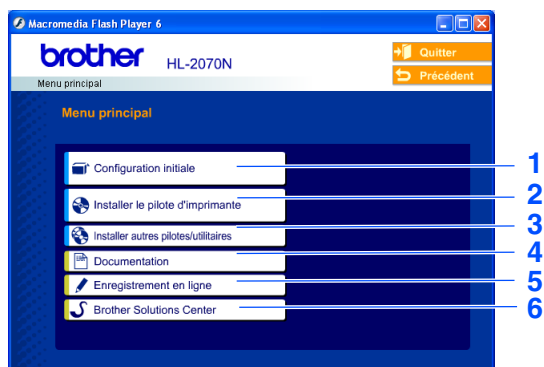 Macromedia Flash Player 6
brother HL-2070N
Quitter
Précédent
Menu principal
Menu principal
Configuration initiale
1
Installer le pilote d'imprimante
2
Installer autres pilotes/utilitaires
3
Documentation
4
Enregistrement en ligne
5
Brother Solutions Center
6